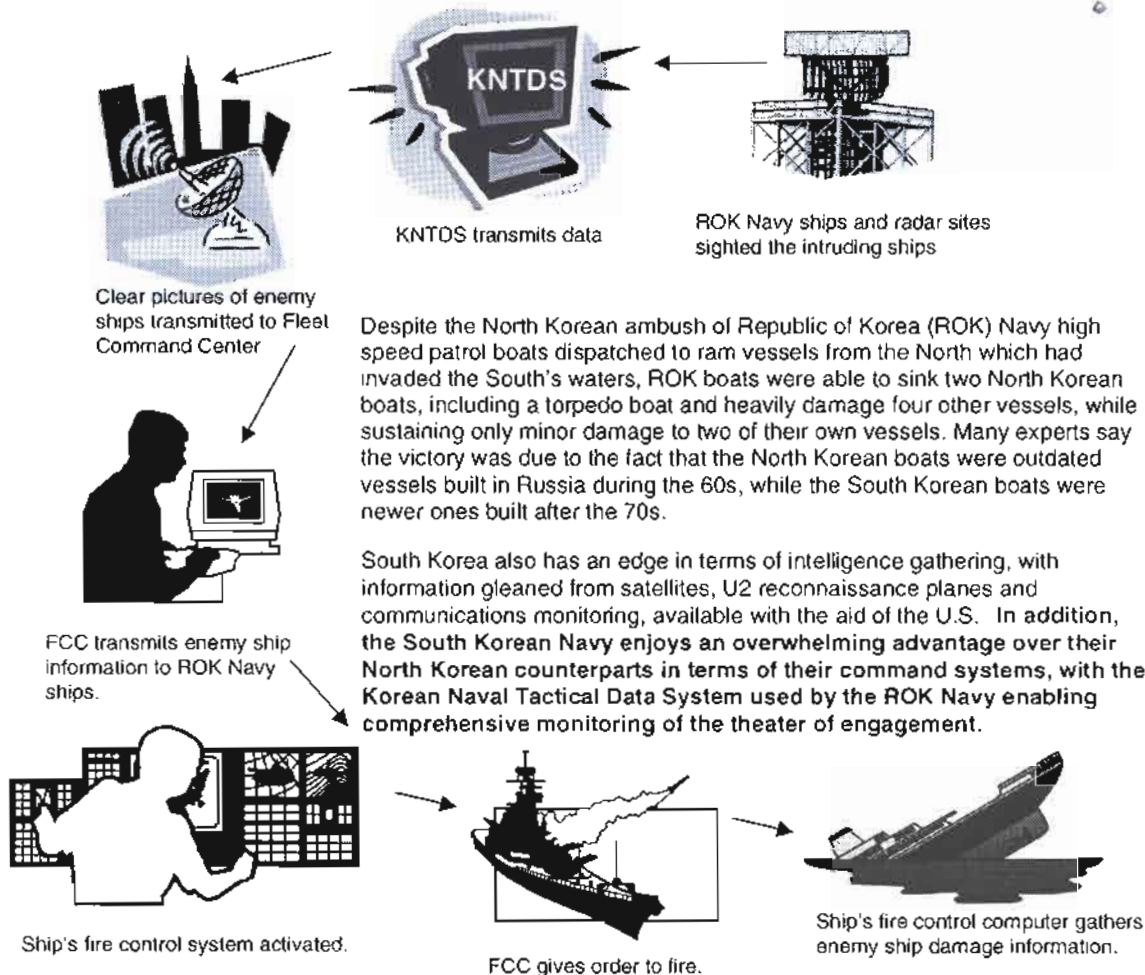 KNTDS
KNTDS transmits data
ROK Navy ships and radar sites
sighted the intruding ships
Clear pictures of enemy
ships transmitted to Fleet
Command Center
Despite the North Korean ambush of Republic of Korea (ROK) Navy high
speed patrol boats dispatched to ram vessels from the North which had
invaded the South's waters, ROK boats were able to sink two North Korean
boats, including a torpedo boat and heavily damage four other vessels, while
sustaining only minor damage to two of their own vessels. Many experts say
the victory was due to the fact that the North Korean boats were outdated
vessels built in Russia during the 60s, while the South Korean boats were
newer ones built after the 70s.
South Korea also has an edge in terms of intelligence gathering, with
information gleaned from satellites, U2 reconnaissance planes and
communications monitoring, available with the aid of the U.S. In addition,
the South Korean Navy enjoys an overwhelming advantage over their
North Korean counterparts in terms of their command systems, with the
Korean Naval Tactical Data System used by the ROK Navy enabling
comprehensive monitoring of the theater of engagement.
FCC transmits enemy ship
information to ROK Navy
ships.
Ship's fire control system activated.
FCC gives order to fire.
Ship's fire control computer gathers
enemy ship damage information.